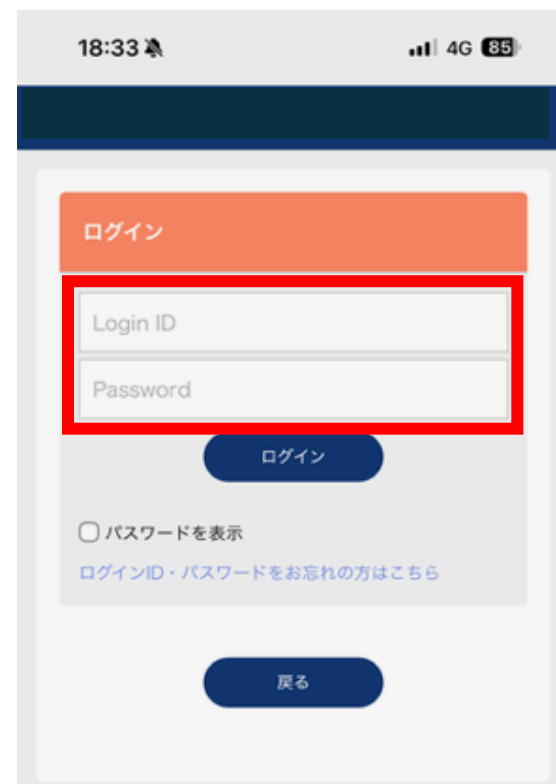 18:33 4G 85
ログイン
Login ID
Password
ログイン
パスワードを表示
ログインID・パスワードをお忘れの方はこちら
戻る